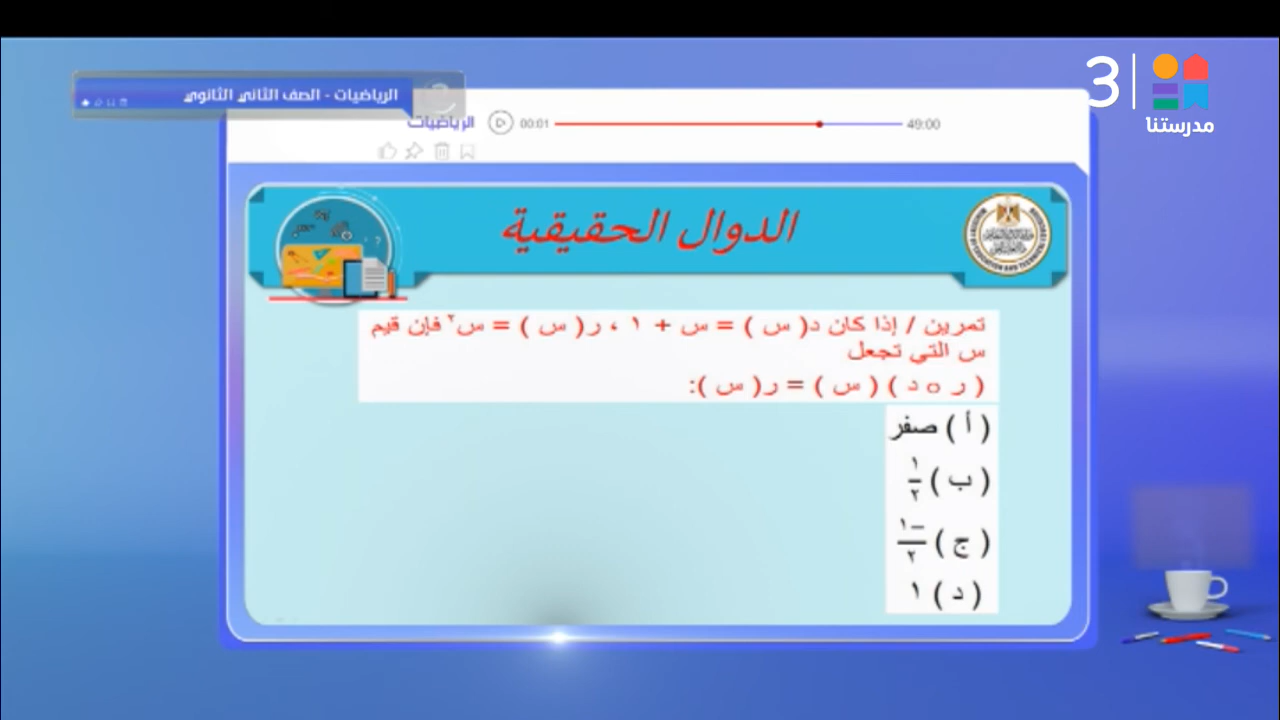 3
مدرستنا
الرياضيات - الصف الثاني الثانوي
الرياضيات
00:01
49:00
الدوال الحقيقية
تمرين / إذا كان د( س ) = س + ١ ، ر( س ) = س٢ فإن قيم
س التي تجعل
( ر ه د ) ( س ) = ر( س ):
( أ ) صفر
( ب ) ١/٢
( ج ) −١/٢
( د ) ١